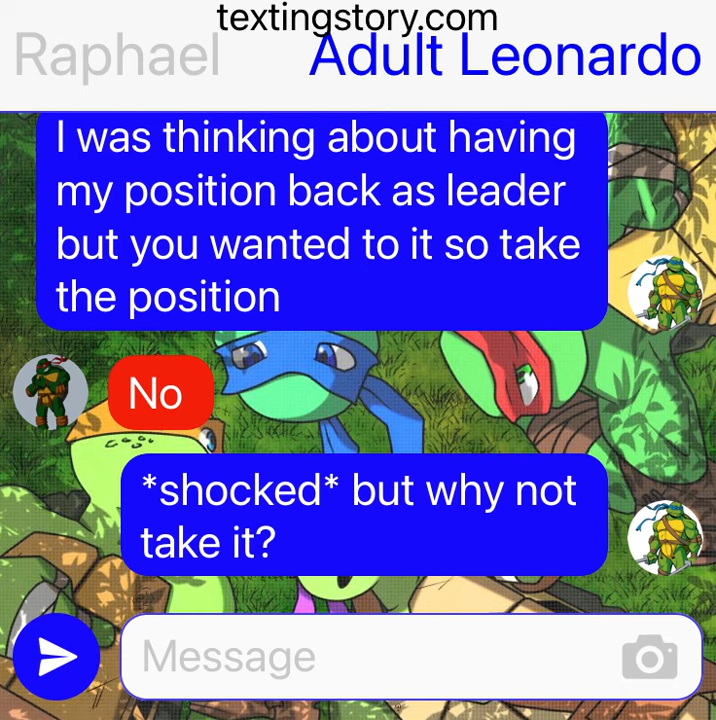 textingstory.com
Raphael Adult Leonardo
I was thinking about having
my position back as leader
but you wanted to it so take
the position
No
*shocked* but why not
take it?
Message